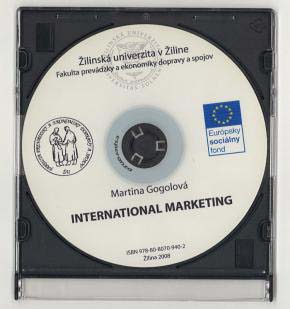 Žilinská univerzita v Žiline
Fakulta prevádzky a ekonomiky dopravy a spojov
Európsky
sociálny
fond
Martina Gogolová
INTERNATIONAL MARKETING
ISBN 978-80-8070-940-2
Žilina 2008